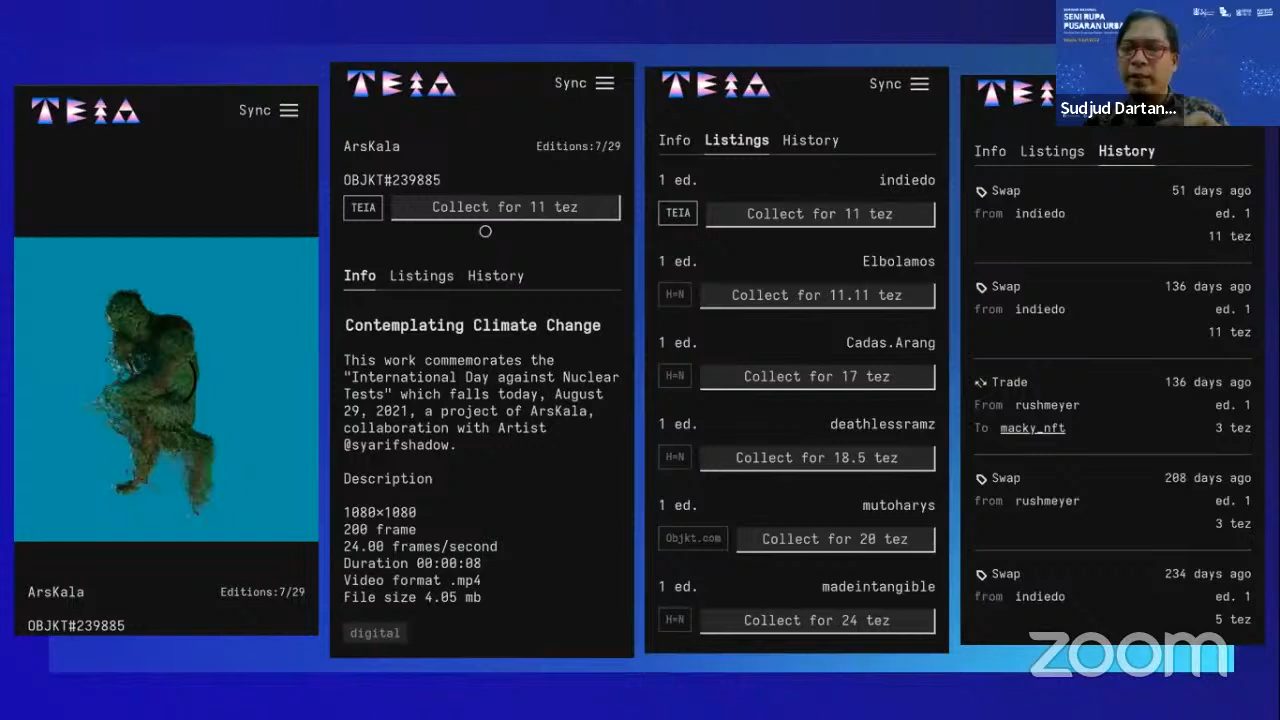 TEIA
Sync
ArsKala
Editions:7/29
OBJKT#239885
TEIA
Sync
ArsKala
Editions:7/29
OBJKT#239885
TEIA
Collect for 11 tez
Info Listings History
Contemplating Climate Change
This work commemorates the
"International Day against Nuclear
Tests" which falls today, August
29, 2021, a project of ArsKala,
collaboration with Artist
@syarifshadow.
Description
1080×1080
200 frame
24.00 frames/second
Duration 00:00:08
Video format .mp4
File size 4.05 mb
digital
TEIA
Sync
Info Listings History
1 ed. indiedo
TEIA Collect for 11 tez
1 ed. Elbolamos
H=N Collect for 11.11 tez
1 ed. Cadas.Arang
H=N Collect for 17 tez
1 ed. deathlessramz
H=N Collect for 18.5 tez
1 ed. mutoharys
Objkt.com Collect for 20 tez
1 ed. madeintangible
H=N Collect for 24 tez
TEI
Info Listings History
Swap 51 days ago
from indiedo ed. 1
11 tez
Swap 136 days ago
from indiedo ed. 1
11 tez
Trade 136 days ago
From rushmeyer ed. 1
To macky_nft 3 tez
Swap 208 days ago
from rushmeyer ed. 1
3 tez
Swap 234 days ago
from indiedo ed. 1
5 tez
SENI RUPA
PUSARAN URBA
Sudjud Dartan...
zoom